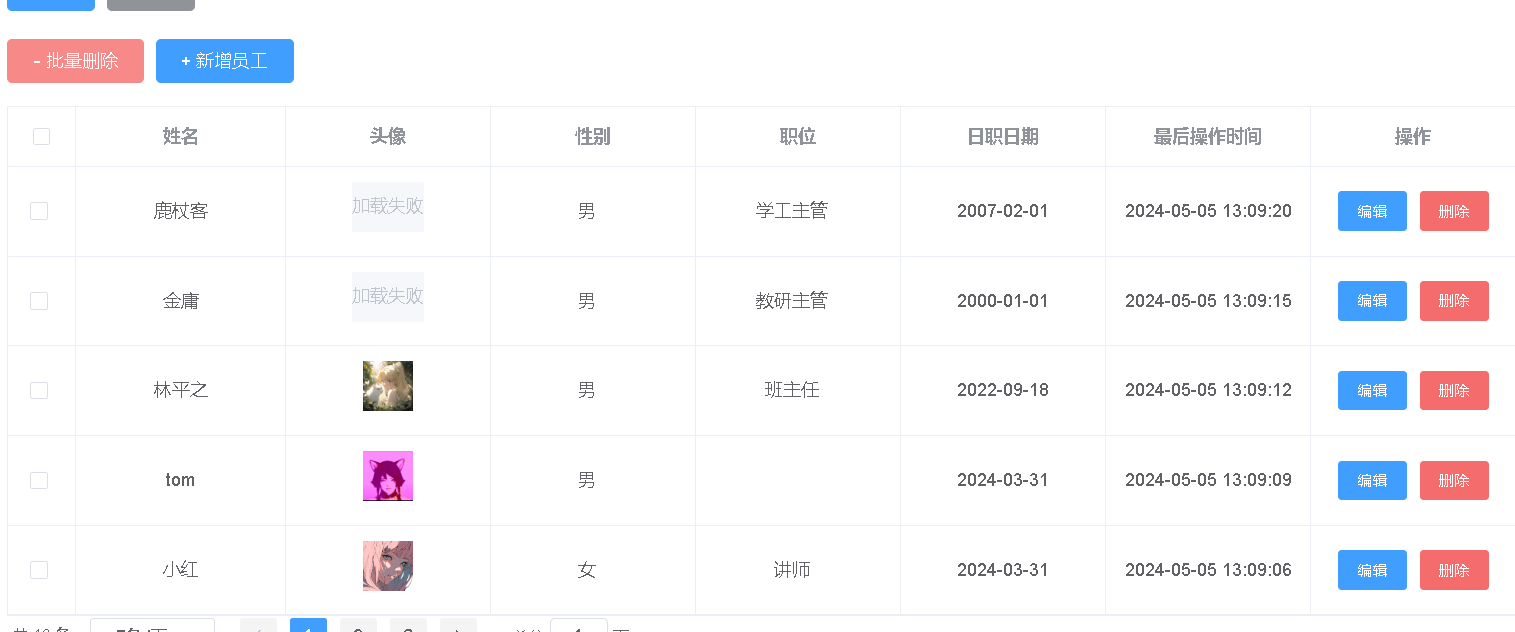 - 批量删除 + 新增员工
姓名 头像 性别 职位 日职日期 最后操作时间 操作
鹿杖客 加载失败 男 学工主管 2007-02-01 2024-05-05 13:09:20 编辑 删除
金庸 加载失败 男 教研主管 2000-01-01 2024-05-05 13:09:15 编辑 删除
林平之 男 班主任 2022-09-18 2024-05-05 13:09:12 编辑 删除
tom 男 2024-03-31 2024-05-05 13:09:09 编辑 删除
小红 女 讲师 2024-03-31 2024-05-05 13:09:06 编辑 删除